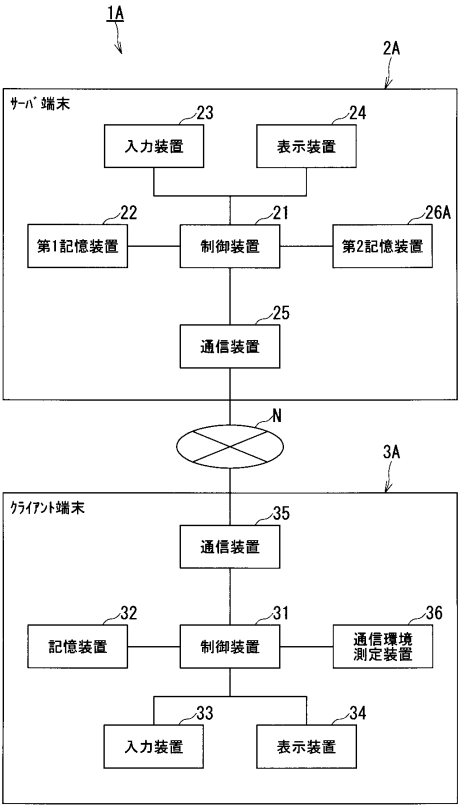 1A
2A
サーバ端末
23
24
入力装置
表示装置
22
21
26A
第1記憶装置
制御装置
第2記憶装置
25
通信装置
N
3A
クライアント端末
35
通信装置
32
31
36
記憶装置
制御装置
通信環境
測定装置
33
34
入力装置
表示装置